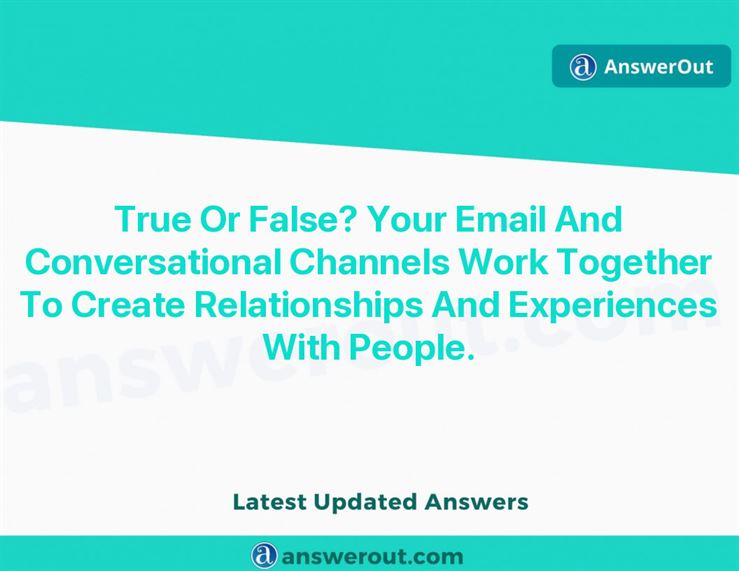 AnswerOut
True Or False? Your Email And
Conversational Channels Work Together
To Create Relationships And Experiences
With People.
answerout.com
Latest Updated Answers
answerout.com